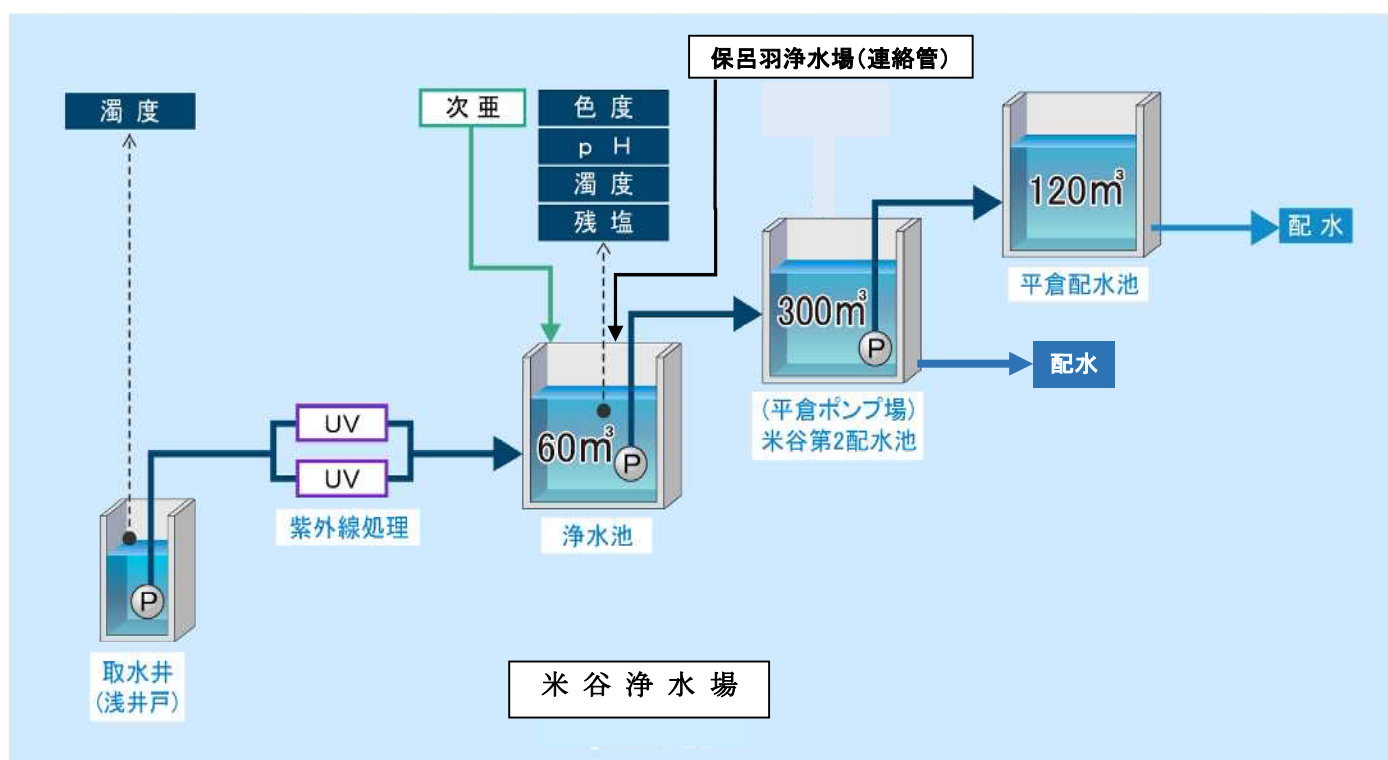 保呂羽浄水場（連絡管）
濁度
次亜
色度
pH
濁度
残塩
120㎥
配水
平倉配水池
300㎥
P
配水
（平倉ポンプ場）
米谷第2配水池
UV
UV
紫外線処理
60㎥
P
浄水池
P
取水井
（浅井戸）
米谷浄水場